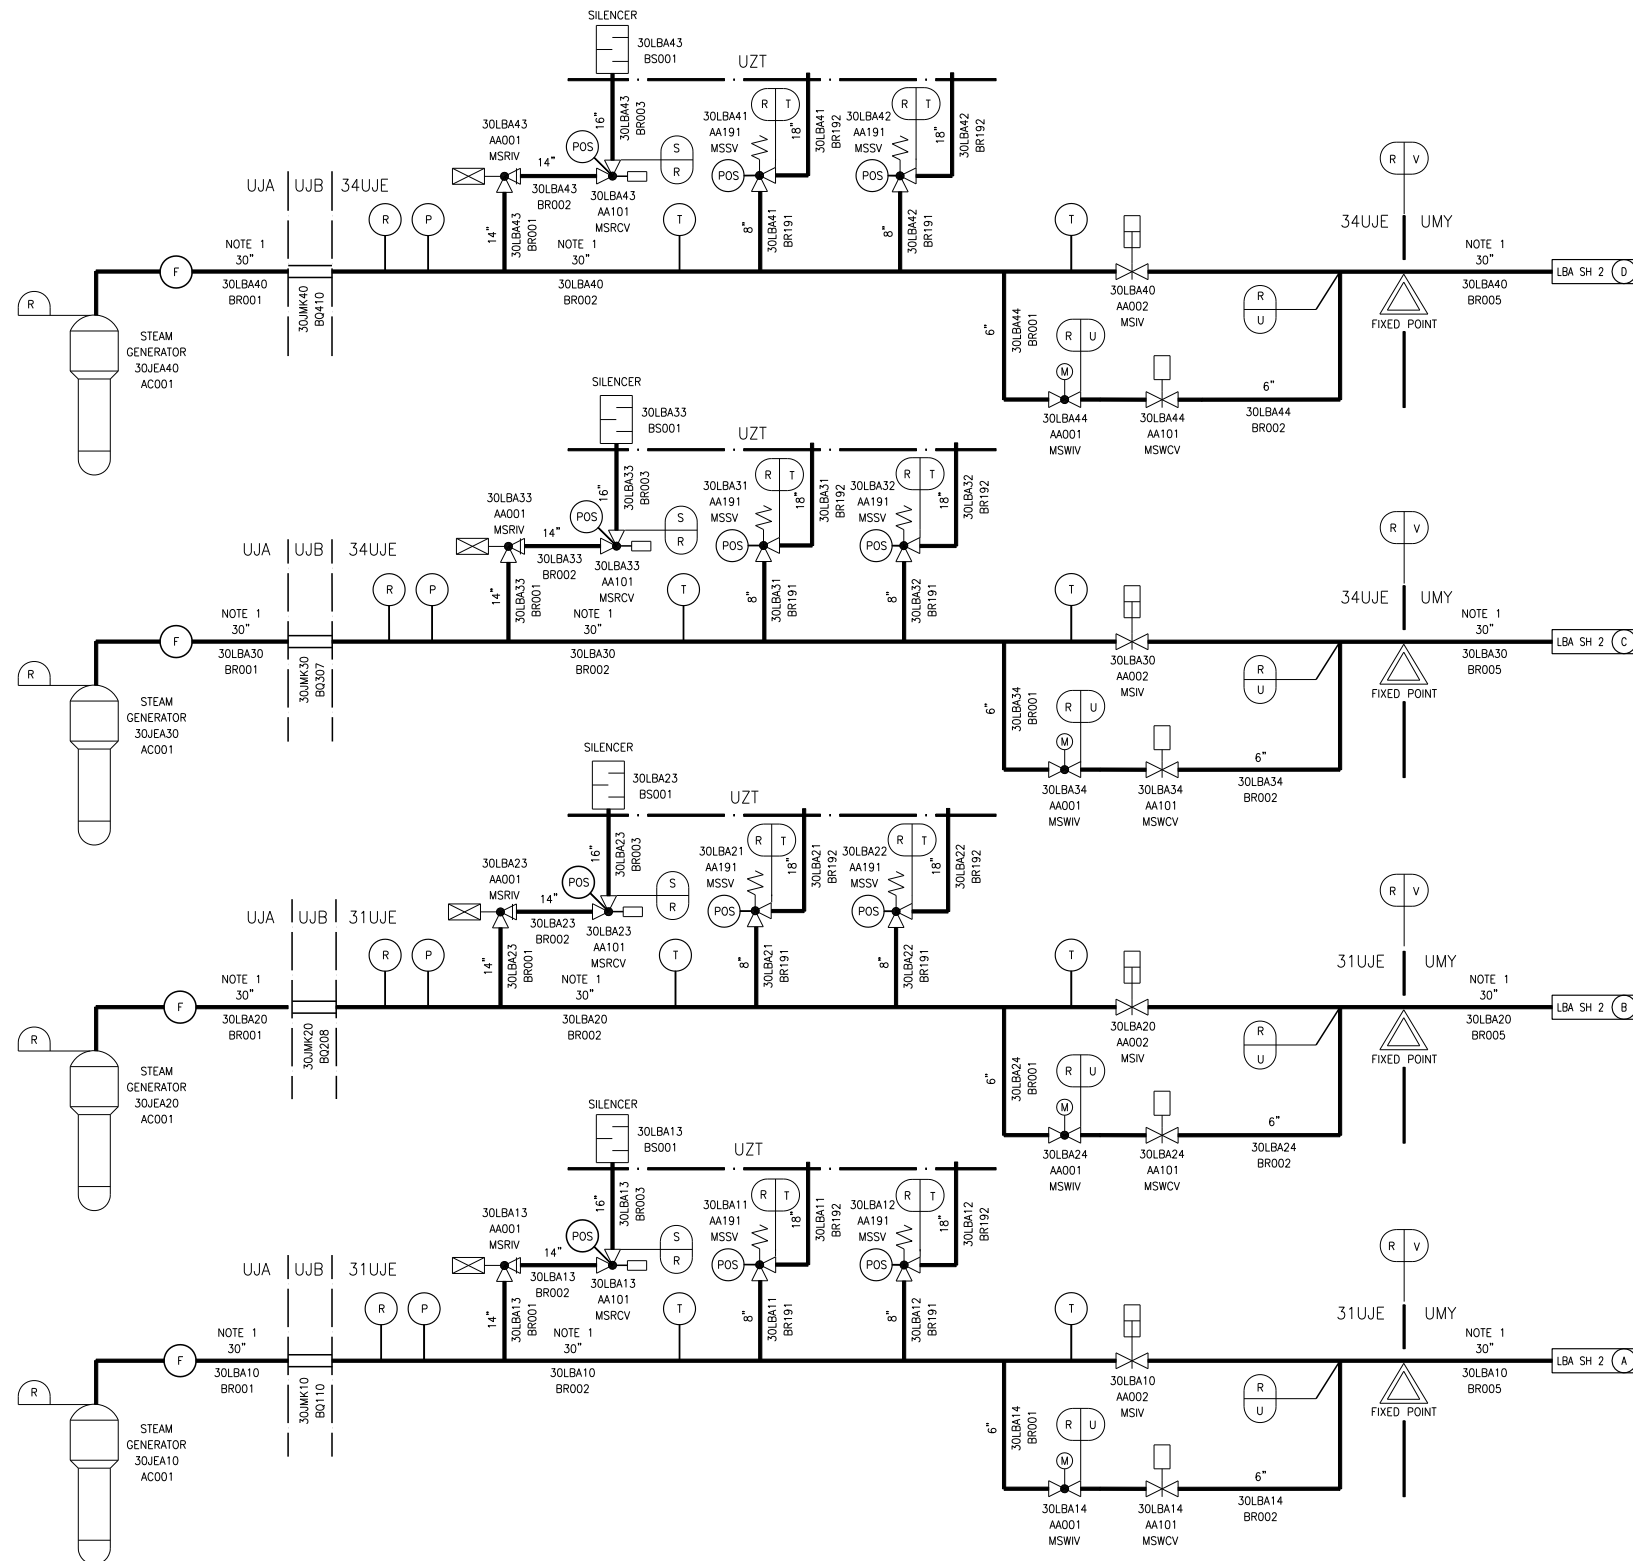 SILENCER
30LBA43
BS001
UZT
16"
30LBA43
BR003
30LBA43
AA001
MSRIV
POS
S
R
14"
30LBA43
BR002
30LBA43
AA101
MSRCV
30LBA41
AA191
MSSV
R T
POS
18"
30LBA41
BR192
30LBA42
AA191
MSSV
R T
POS
18"
30LBA42
BR192
R V
UJA UJB 34UJE
R
P
14"
30LBA43
BR001
T
8"
30LBA41
BR191
8"
30LBA42
BR191
T
34UJE UMY
R
F
NOTE 1
30"
30LBA40
BR001
30JMK40
BQ410
NOTE 1
30"
30LBA40
BR002
30LBA40
AA002
MSIV
NOTE 1
30"
30LBA40
BR005
LBA SH 2 D
FIXED POINT
STEAM
GENERATOR
30JEA40
AC001
6"
30LBA44
BR001
R U
M
30LBA44
AA001
MSWIV
30LBA44
AA101
MSWCV
R
U
6"
30LBA44
BR002
SILENCER
30LBA33
BS001
UZT
16"
30LBA33
BR003
30LBA33
AA001
MSRIV
POS
S
R
14"
30LBA33
BR002
30LBA33
AA101
MSRCV
30LBA31
AA191
MSSV
R T
POS
18"
30LBA31
BR192
30LBA32
AA191
MSSV
R T
POS
18"
30LBA32
BR192
R V
UJA UJB 34UJE
R
P
14"
30LBA33
BR001
T
8"
30LBA31
BR191
8"
30LBA32
BR191
T
34UJE UMY
R
F
NOTE 1
30"
30LBA30
BR001
30JMK30
BQ307
NOTE 1
30"
30LBA30
BR002
30LBA30
AA002
MSIV
NOTE 1
30"
30LBA30
BR005
LBA SH 2 C
FIXED POINT
STEAM
GENERATOR
30JEA30
AC001
6"
30LBA34
BR001
R U
M
30LBA34
AA001
MSWIV
30LBA34
AA101
MSWCV
R
U
6"
30LBA34
BR002
SILENCER
30LBA23
BS001
UZT
16"
30LBA23
BR003
30LBA23
AA001
MSRIV
POS
S
R
14"
30LBA23
BR002
30LBA23
AA101
MSRCV
30LBA21
AA191
MSSV
R T
POS
18"
30LBA21
BR192
30LBA22
AA191
MSSV
R T
POS
18"
30LBA22
BR192
R V
UJA UJB 31UJE
R
P
14"
30LBA23
BR001
T
8"
30LBA21
BR191
8"
30LBA22
BR191
T
31UJE UMY
R
F
NOTE 1
30"
30LBA20
BR001
30JMK20
BQ208
NOTE 1
30"
30LBA20
BR002
30LBA20
AA002
MSIV
NOTE 1
30"
30LBA20
BR005
LBA SH 2 B
FIXED POINT
STEAM
GENERATOR
30JEA20
AC001
6"
30LBA24
BR001
R U
M
30LBA24
AA001
MSWIV
30LBA24
AA101
MSWCV
R
U
6"
30LBA24
BR002
SILENCER
30LBA13
BS001
UZT
16"
30LBA13
BR003
30LBA13
AA001
MSRIV
POS
S
R
14"
30LBA13
BR002
30LBA13
AA101
MSRCV
30LBA11
AA191
MSSV
R T
POS
18"
30LBA11
BR192
30LBA12
AA191
MSSV
R T
POS
18"
30LBA12
BR192
R V
UJA UJB 31UJE
R
P
14"
30LBA13
BR001
T
8"
30LBA11
BR191
8"
30LBA12
BR191
T
31UJE UMY
R
F
NOTE 1
30"
30LBA10
BR001
30JMK10
BQ110
NOTE 1
30"
30LBA10
BR002
30LBA10
AA002
MSIV
NOTE 1
30"
30LBA10
BR005
LBA SH 2 A
FIXED POINT
STEAM
GENERATOR
30JEA10
AC001
6"
30LBA14
BR001
R U
M
30LBA14
AA001
MSWIV
30LBA14
AA101
MSWCV
R
U
6"
30LBA14
BR002